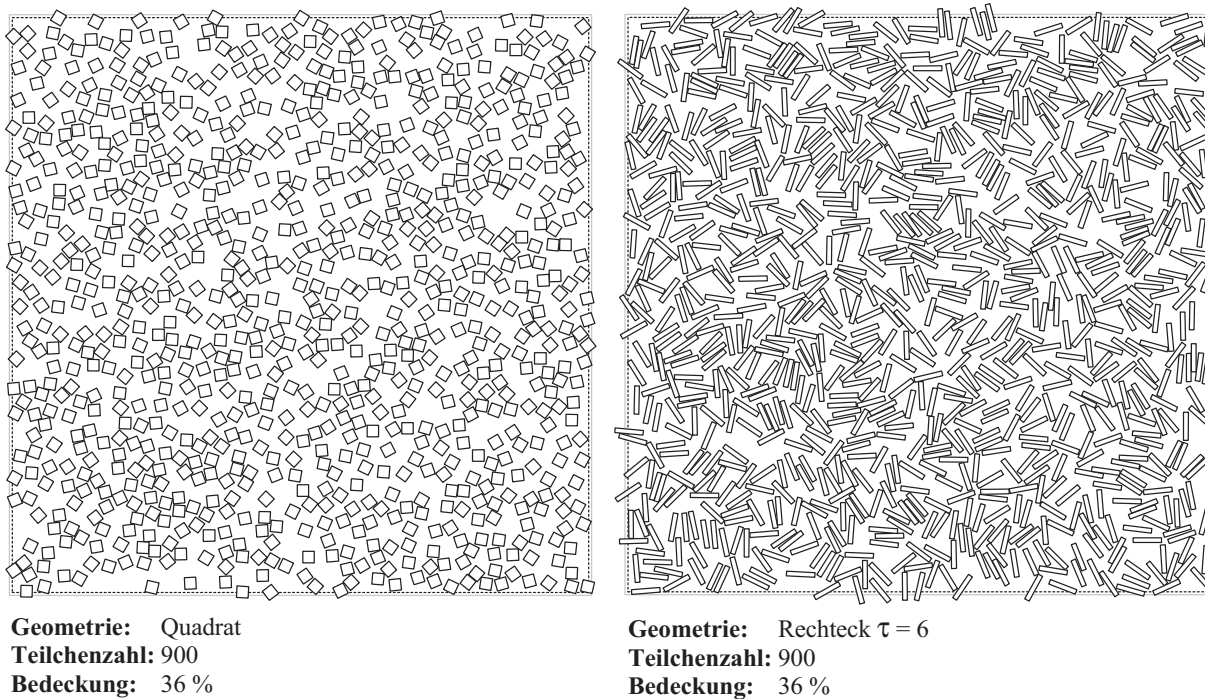 Geometrie: Quadrat
Teilchenzahl: 900
Bedeckung: 36 %
Geometrie: Rechteck τ = 6
Teilchenzahl: 900
Bedeckung: 36 %